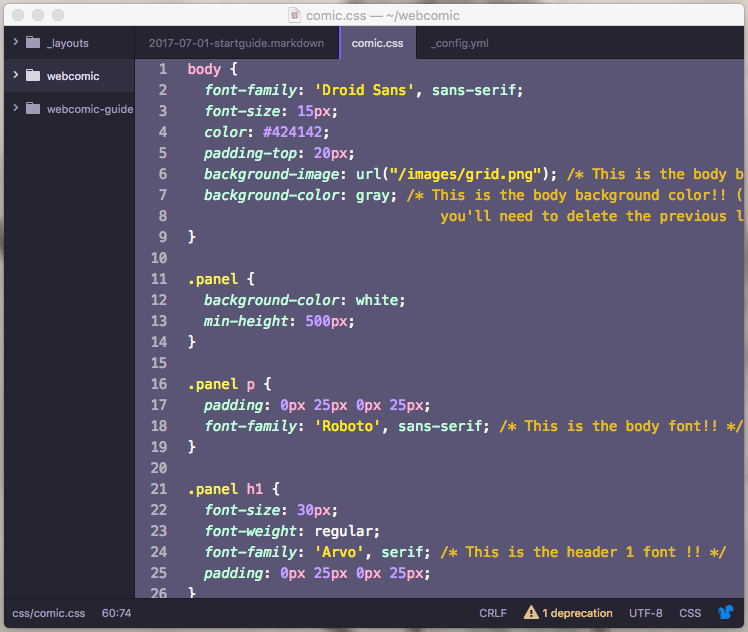 comic.css — ~/webcomic
_layouts
webcomic
webcomic-guide
2017-07-01-startguide.markdown
comic.css
_config.yml
1 body {
2 font-family: 'Droid Sans', sans-serif;
3 font-size: 15px;
4 color: #424142;
5 padding-top: 20px;
6 background-image: url("/images/grid.png"); /* This is the body b
7 background-color: gray; /* This is the body background color!! (
8 you'll need to delete the previous l
9 }
10
11 .panel {
12 background-color: white;
13 min-height: 500px;
14 }
15
16 .panel p {
17 padding: 0px 25px 0px 25px;
18 font-family: 'Roboto', sans-serif; /* This is the body font!! */
19 }
20
21 .panel h1 {
22 font-size: 30px;
23 font-weight: regular;
24 font-family: 'Arvo', serif; /* This is the header 1 font !! */
25 padding: 0px 25px 0px 25px;
26 }
css/comic.css 60:74 CRLF 1 deprecation UTF-8 CSS